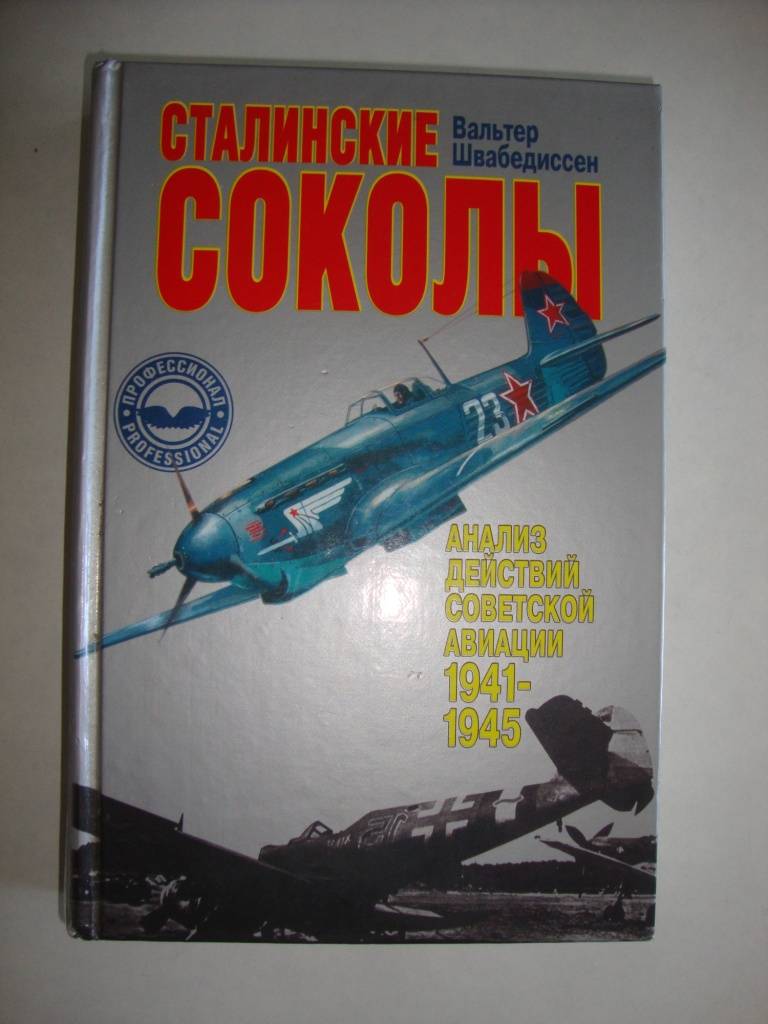 СТАЛИНСКИЕ
СОКОЛЫ
Вальтер
Швабедиссен
ПРОФЕССИОНАЛ
PROFESSIONAL
23
АНАЛИЗ
ДЕЙСТВИЙ
СОВЕТСКОЙ
АВИАЦИИ
1941-
1945